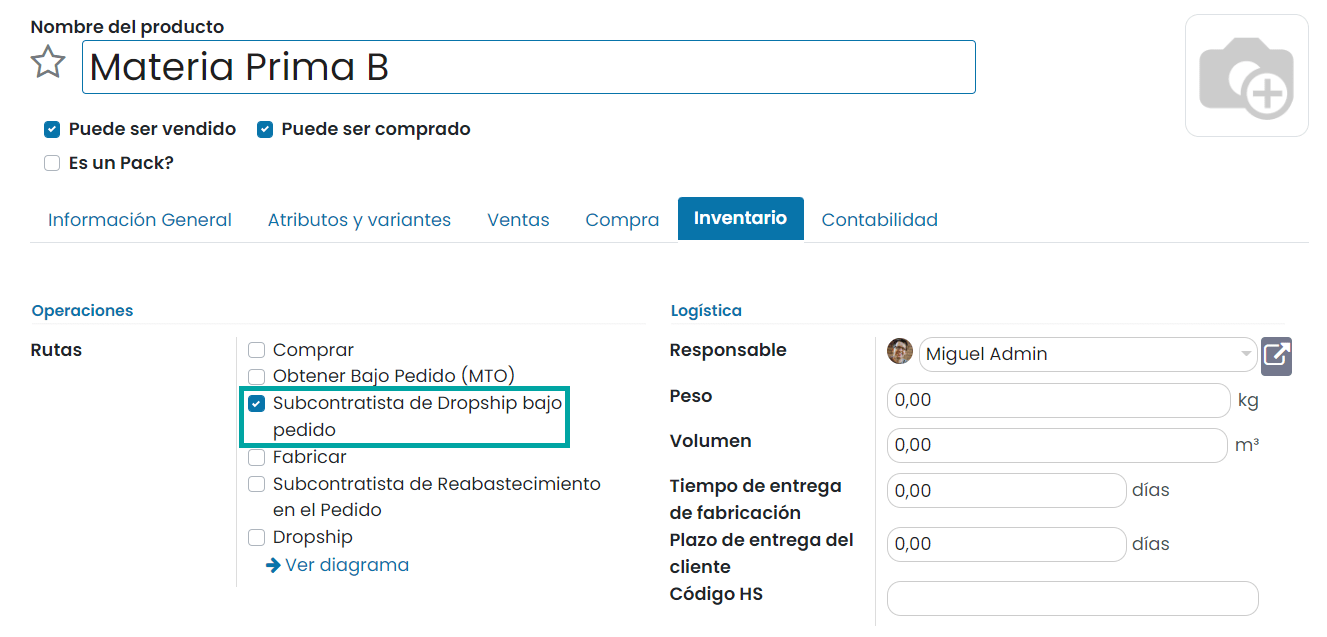 Nombre del producto
Materia Prima B
Puede ser vendido Puede ser comprado
Es un Pack?
Información General Atributos y variantes Ventas Compra Inventario Contabilidad
Operaciones
Rutas
Comprar
Obtener Bajo Pedido (MTO)
Subcontratista de Dropship bajo
pedido
Fabricar
Subcontratista de Reabastecimiento
en el Pedido
Dropship
Ver diagrama
Logística
Responsable Miguel Admin
Peso 0,00 kg
Volumen 0,00 m³
Tiempo de entrega
de fabricación 0,00 días
Plazo de entrega del
cliente 0,00 días
Código HS